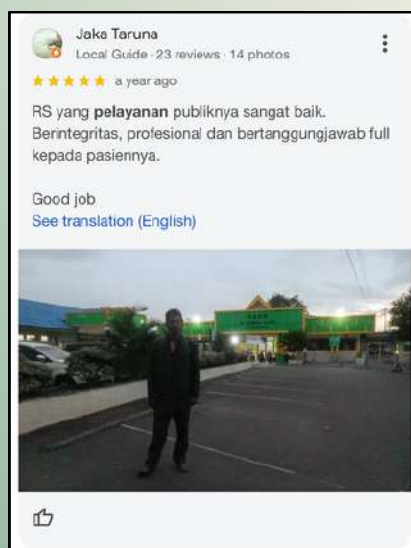 Jaka Taruna
Local Guide · 23 reviews · 14 photos
a year ago
RS yang pelayanan publiknya sangat baik.
Berintegritas, profesional dan bertanggungjawab full
kepada pasiennya.
Good job
See translation (English)